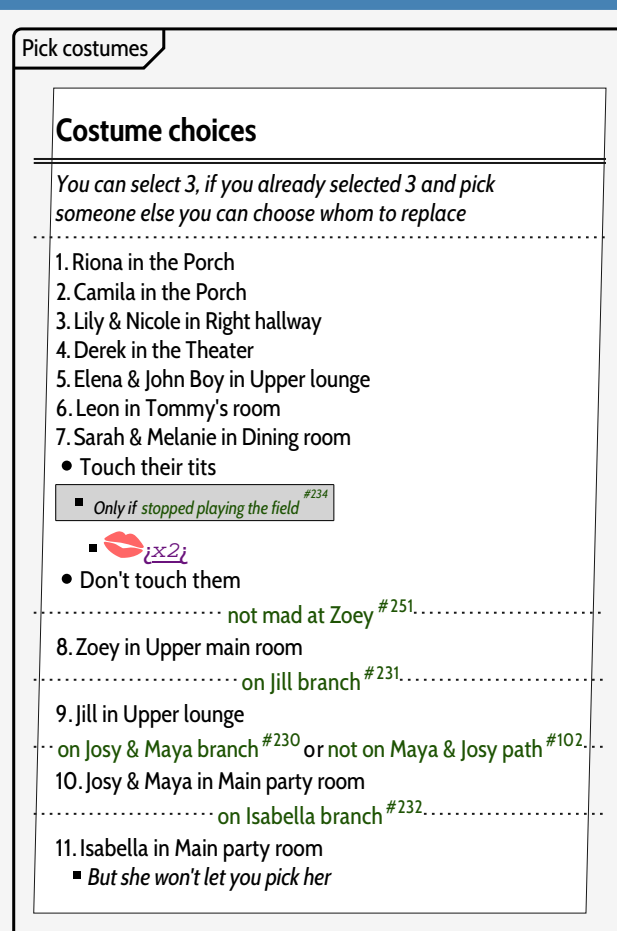 Pick costumes
Costume choices
You can select 3, if you already selected 3 and pick
someone else you can choose whom to replace
1. Riona in the Porch
2. Camila in the Porch
3. Lily & Nicole in Right hallway
4. Derek in the Theater
5. Elena & John Boy in Upper lounge
6. Leon in Tommy's room
7. Sarah & Melanie in Dining room
• Touch their tits
▪ Only if stopped playing the field #234
▪ 💋¿x2¿
• Don't touch them
not mad at Zoey #251
8. Zoey in Upper main room
on Jill branch #231
9. Jill in Upper lounge
on Josy & Maya branch #230 or not on Maya & Josy path #102
10. Josy & Maya in Main party room
on Isabella branch #232
11. Isabella in Main party room
▪ But she won't let you pick her